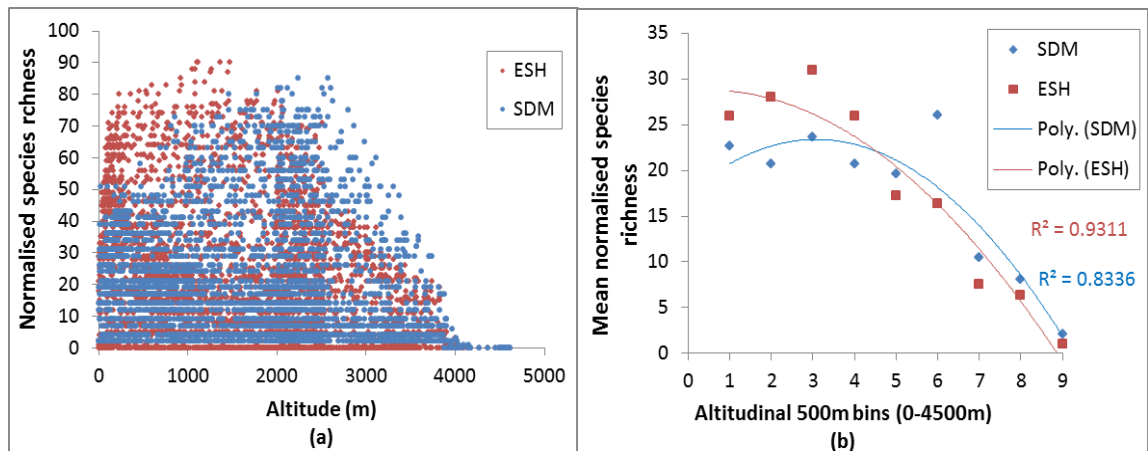 Normalised species rchness
100
90
80
70
60
50
40
30
20
10
0
0 1000 2000 3000 4000 5000
Altitude (m)
(a)
ESH
SDM
Mean normalised species
richness
35
30
25
20
15
10
5
0
0 1 2 3 4 5 6 7 8 9
Altitudinal 500m bins (0-4500m)
(b)
SDM
ESH
Poly. (SDM)
Poly. (ESH)
R² = 0.9311
R² = 0.8336